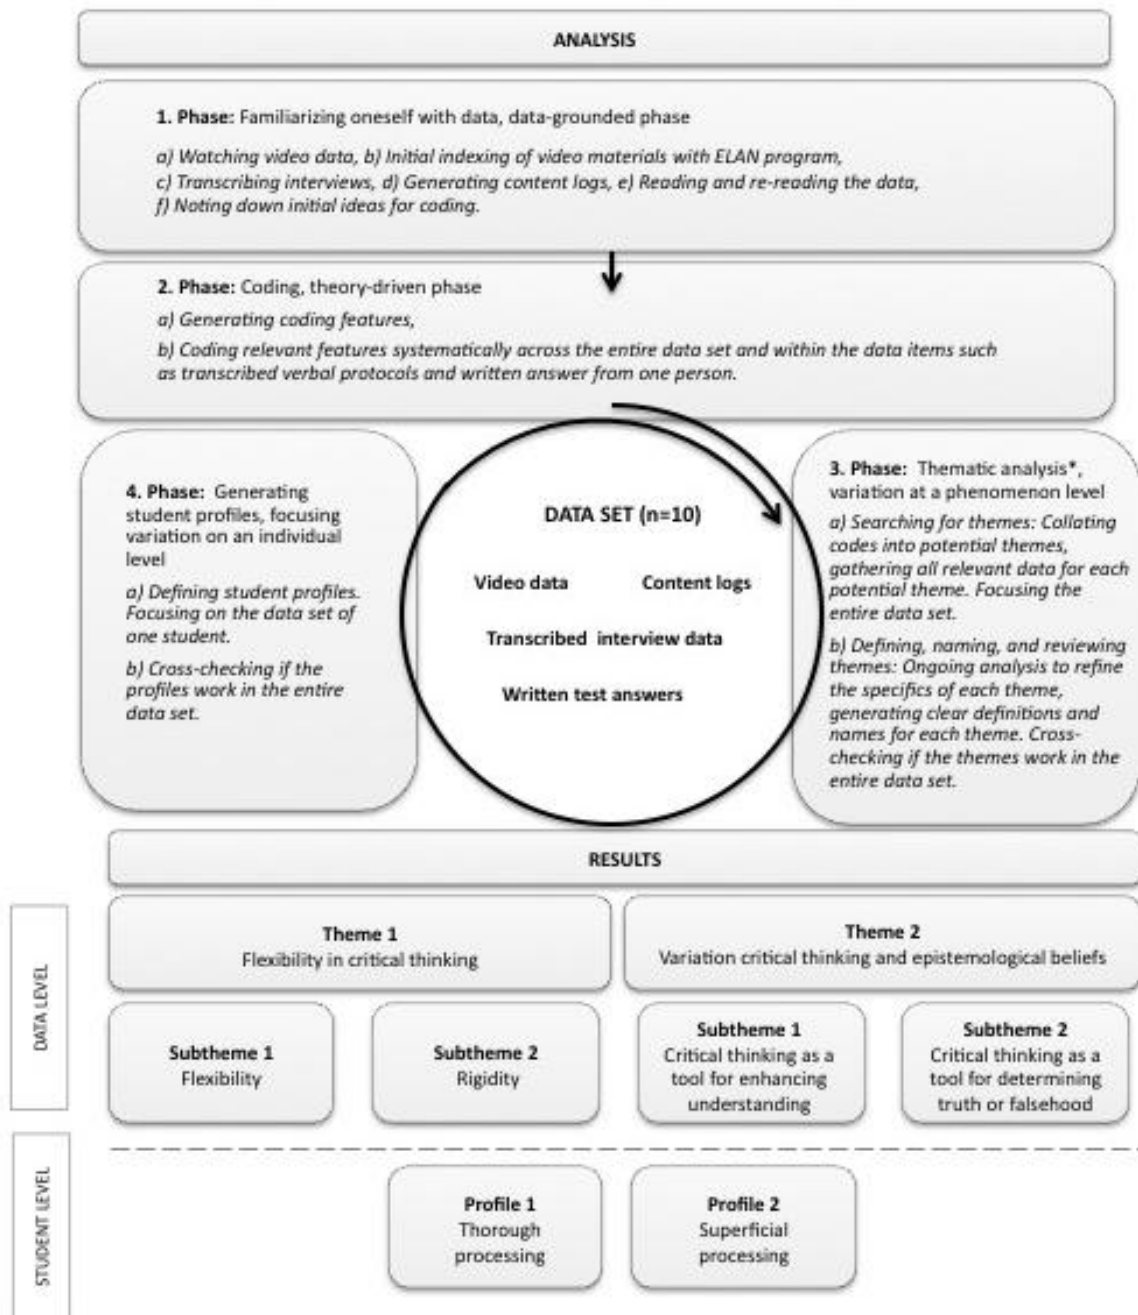 ANALYSIS
1. Phase: Familiarizing oneself with data, data-grounded phase
a) Watching video data, b) Initial indexing of video materials with ELAN program,
c) Transcribing interviews, d) Generating content logs, e) Reading and re-reading the data,
f) Noting down initial ideas for coding.
2. Phase: Coding, theory-driven phase
a) Generating coding features,
b) Coding relevant features systematically across the entire data set and within the data items such
as transcribed verbal protocols and written answer from one person.
4. Phase: Generating
student profiles, focusing
variation on an individual
level
a) Defining student profiles.
Focusing on the data set of
one student.
b) Cross-checking if the
profiles work in the entire
data set.
DATA SET (n=10)
Video data Content logs
Transcribed interview data
Written test answers
3. Phase: Thematic analysis*,
variation at a phenomenon level
a) Searching for themes: Collating
codes into potential themes,
gathering all relevant data for each
potential theme. Focusing the
entire data set.
b) Defining, naming, and reviewing
themes: Ongoing analysis to refine
the specifics of each theme,
generating clear definitions and
names for each theme. Cross-
checking if the themes work in the
entire data set.
RESULTS
DATA LEVEL
Theme 1
Flexibility in critical thinking
Theme 2
Variation critical thinking and epistemological beliefs
Subtheme 1
Flexibility
Subtheme 2
Rigidity
Subtheme 1
Critical thinking as a
tool for enhancing
understanding
Subtheme 2
Critical thinking as a
tool for determining
truth or falsehood
STUDENT LEVEL
Profile 1
Thorough
processing
Profile 2
Superficial
processing